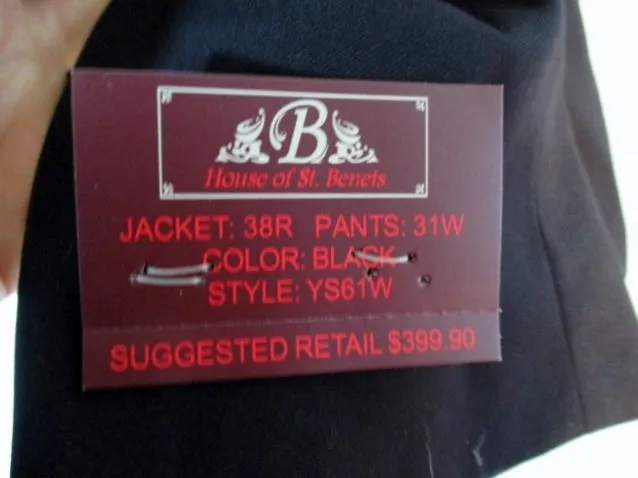 B
House of St. Benets
JACKET: 38R PANTS: 31W
COLOR: BLACK
STYLE: YS61W
SUGGESTED RETAIL $399.90